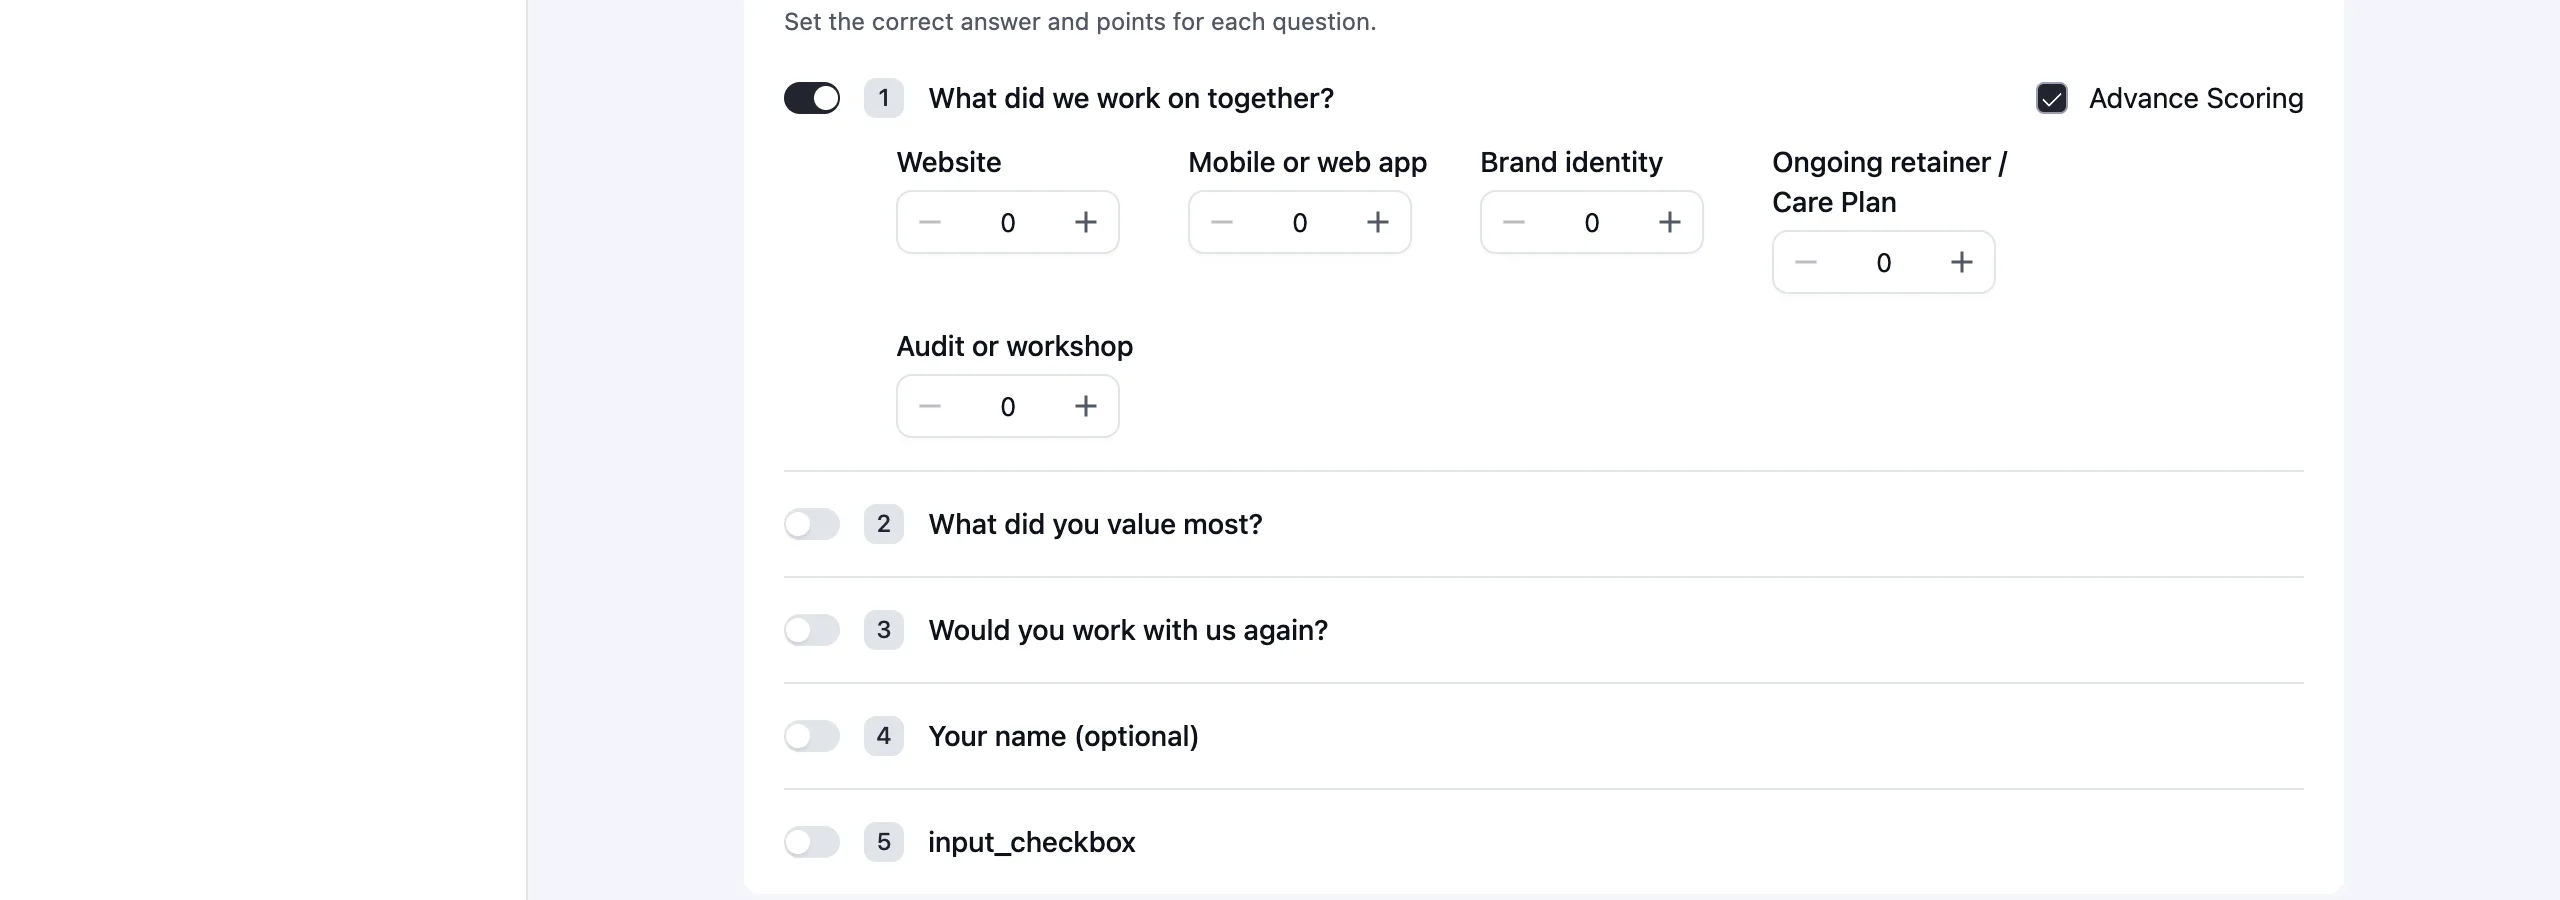 Set the correct answer and points for each question.
1 What did we work on together? Advance Scoring
Website Mobile or web app Brand identity Ongoing retainer /
Care Plan
0 0 0
0
Audit or workshop
0
2 What did you value most?
3 Would you work with us again?
4 Your name (optional)
5 input_checkbox